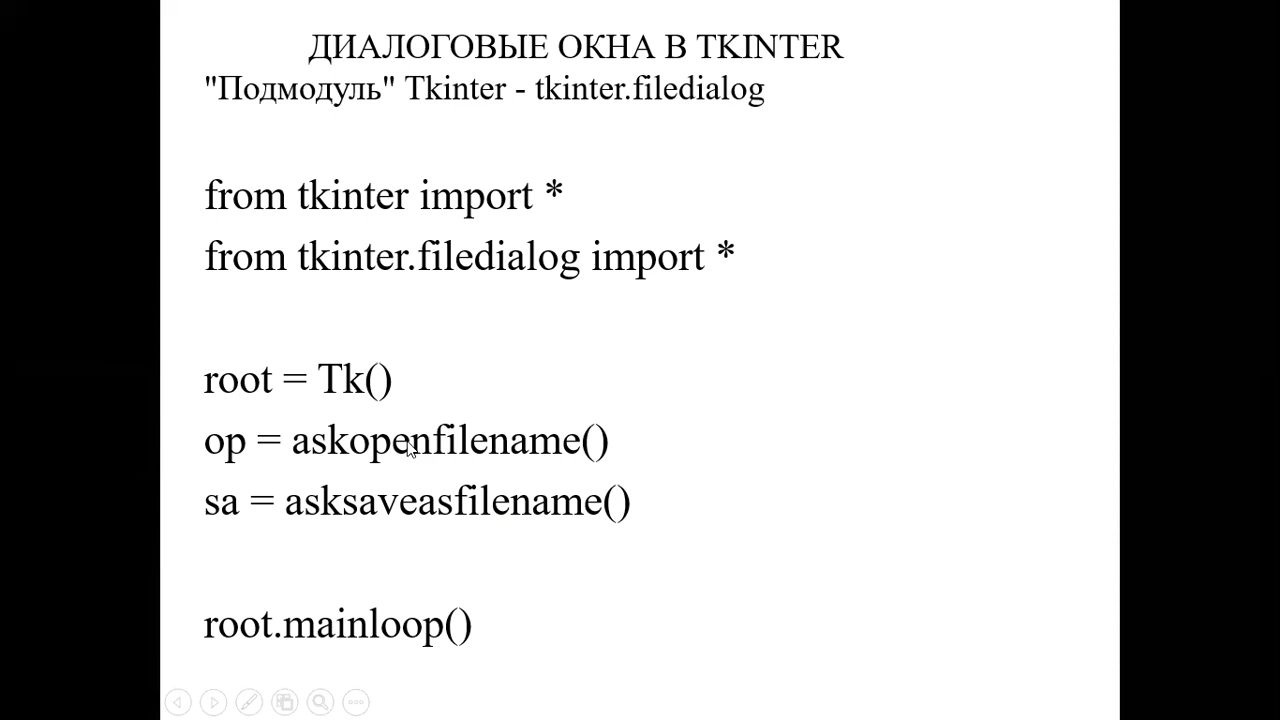 ДИАЛОГОВЫЕ ОКНА В TKINTER
"Подмодуль" Tkinter - tkinter.filedialog
from tkinter import *
from tkinter.filedialog import *
root = Tk()
op = askopenfilename()
sa = asksaveasfilename()
root.mainloop()